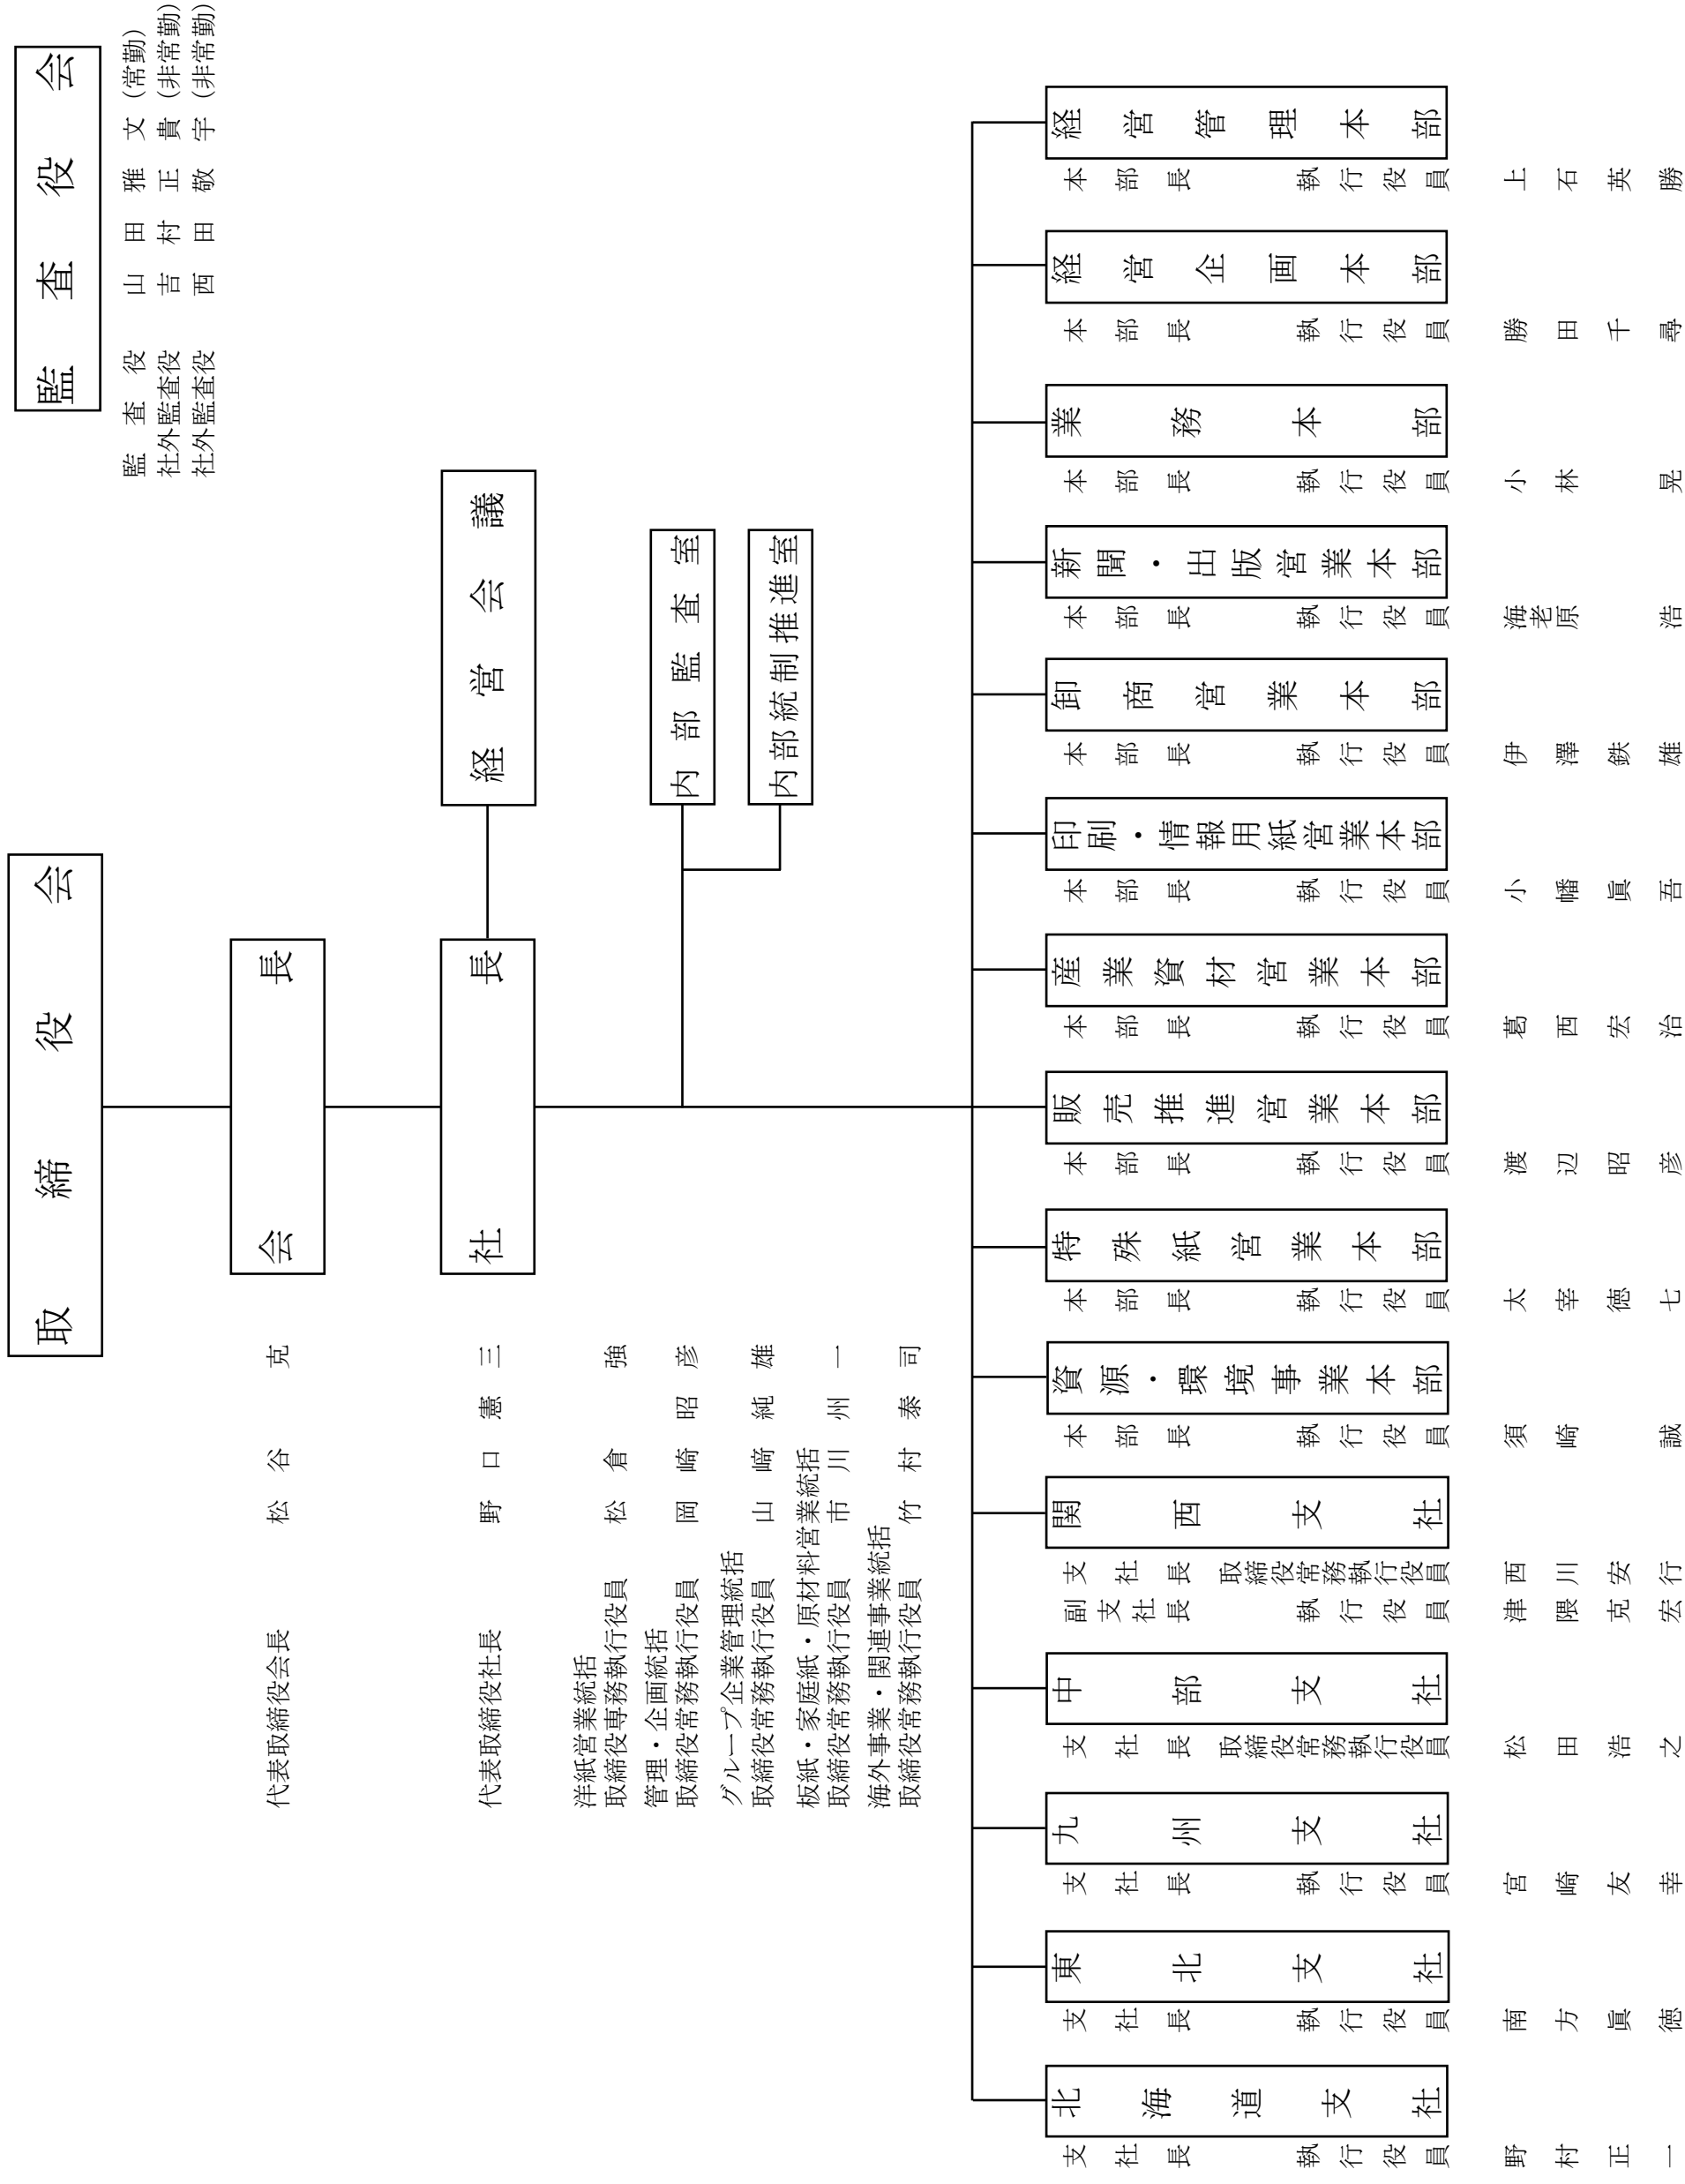 取締役会
監査役会
監査役 山田雅文 (常勤)
社外監査役 吉村正貴 (非常勤)
社外監査役 西田敬宇 (非常勤)
会長
代表取締役会長 松谷克
社長
代表取締役社長 野口憲三
経営会議
洋紙営業統括
取締役専務執行役員 松倉強
管理・企画統括
取締役常務執行役員 岡崎昭彦
グループ企業管理統括
取締役常務執行役員 山﨑純雄
板紙・家庭紙・原材料営業統括
取締役常務執行役員 市川州一
海外事業・関連事業統括
取締役常務執行役員 竹村泰司
内部監査室
内部統制推進室
北海道支社
支社長 執行役員 野村正一
東北支社
支社長 執行役員 南方眞徳
九州支社
支社長 執行役員 宮崎友幸
中部支社
支社長 取締役常務執行役員 松田浩之
関西支社
支社長 取締役常務執行役員 西川安行
副支社長 執行役員 津隈克宏
資源・環境事業本部
本部長 執行役員 須崎誠
特殊紙営業本部
本部長 執行役員 太宰徳七
販売推進営業本部
本部長 執行役員 渡辺昭彦
産業資材営業本部
本部長 執行役員 葛西宏治
印刷・情報用紙営業本部
本部長 執行役員 小幡眞吾
卸商営業本部
本部長 執行役員 伊澤鉄雄
新聞・出版営業本部
本部長 執行役員 海老原浩
業務本部
本部長 執行役員 小林晃
経営企画本部
本部長 執行役員 勝田千尋
経営管理本部
本部長 執行役員 上石英勝